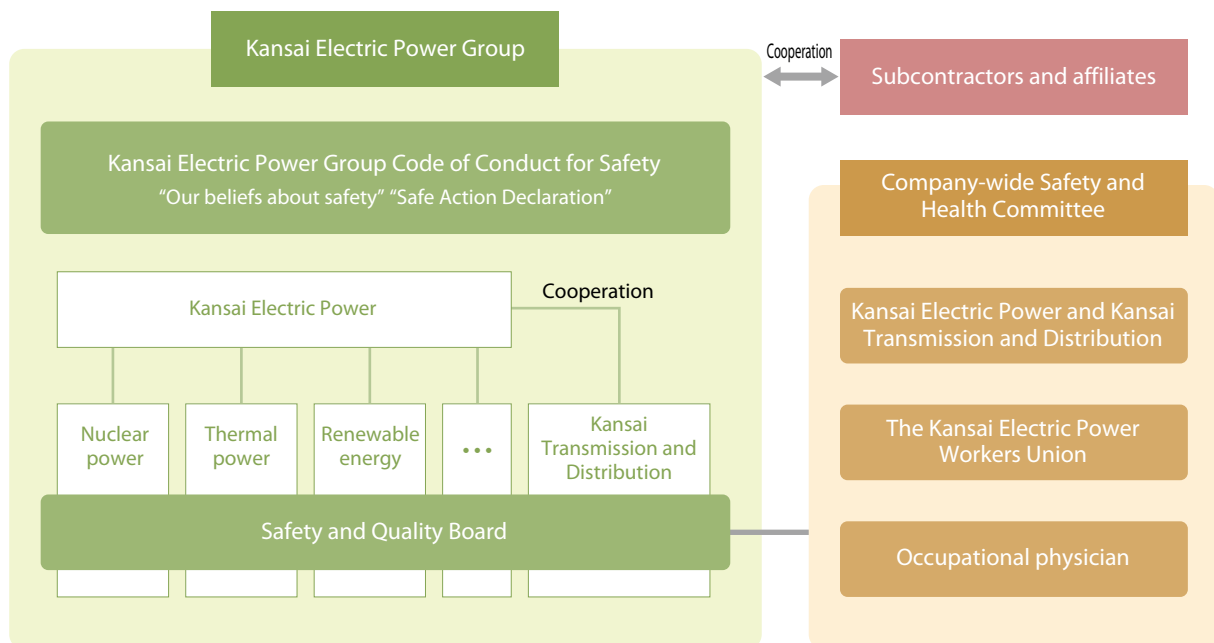 Kansai Electric Power Group
Cooperation
Subcontractors and affiliates
Kansai Electric Power Group Code of Conduct for Safety
“Our beliefs about safety” “Safe Action Declaration”
Company-wide Safety and
Health Committee
Kansai Electric Power
Cooperation
Kansai Electric Power and Kansai
Transmission and Distribution
Nuclear
power
Thermal
power
Renewable
energy
...
Kansai
Transmission and
Distribution
The Kansai Electric Power
Workers Union
Safety and Quality Board
Occupational physician